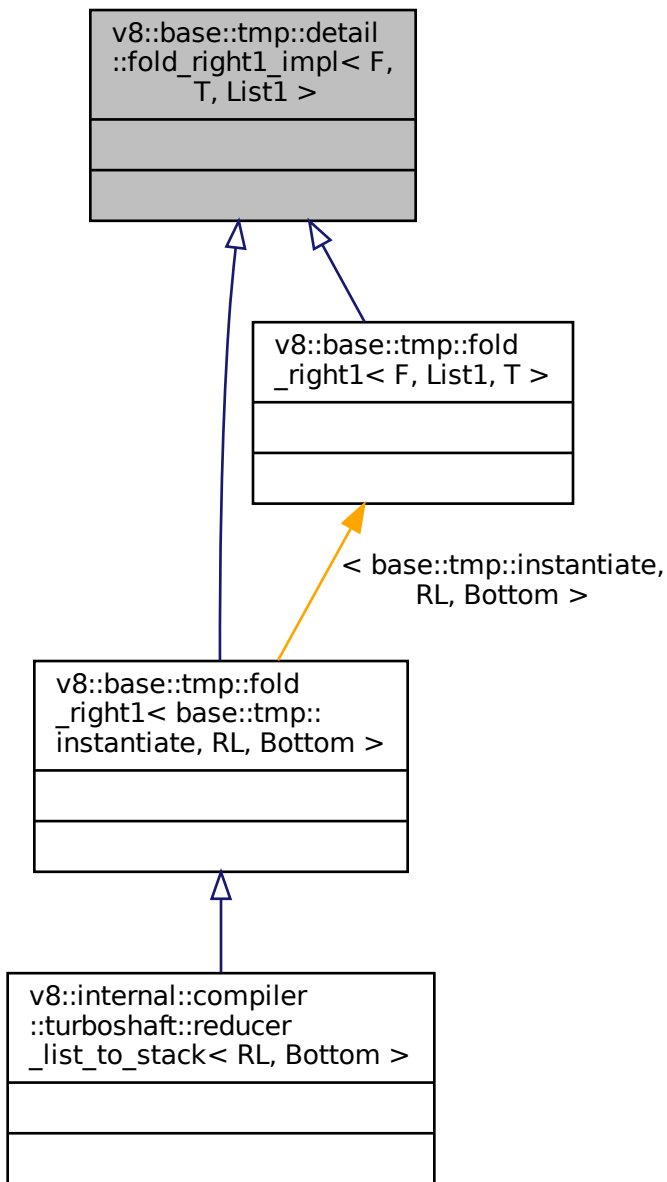 v8::base::tmp::detail
::fold_right1_impl< F,
T, List1 >
v8::base::tmp::fold
_right1< F, List1, T >
< base::tmp::instantiate,
RL, Bottom >
v8::base::tmp::fold
_right1< base::tmp::
instantiate, RL, Bottom >
v8::internal::compiler
::turboshaft::reducer
_list_to_stack< RL, Bottom >